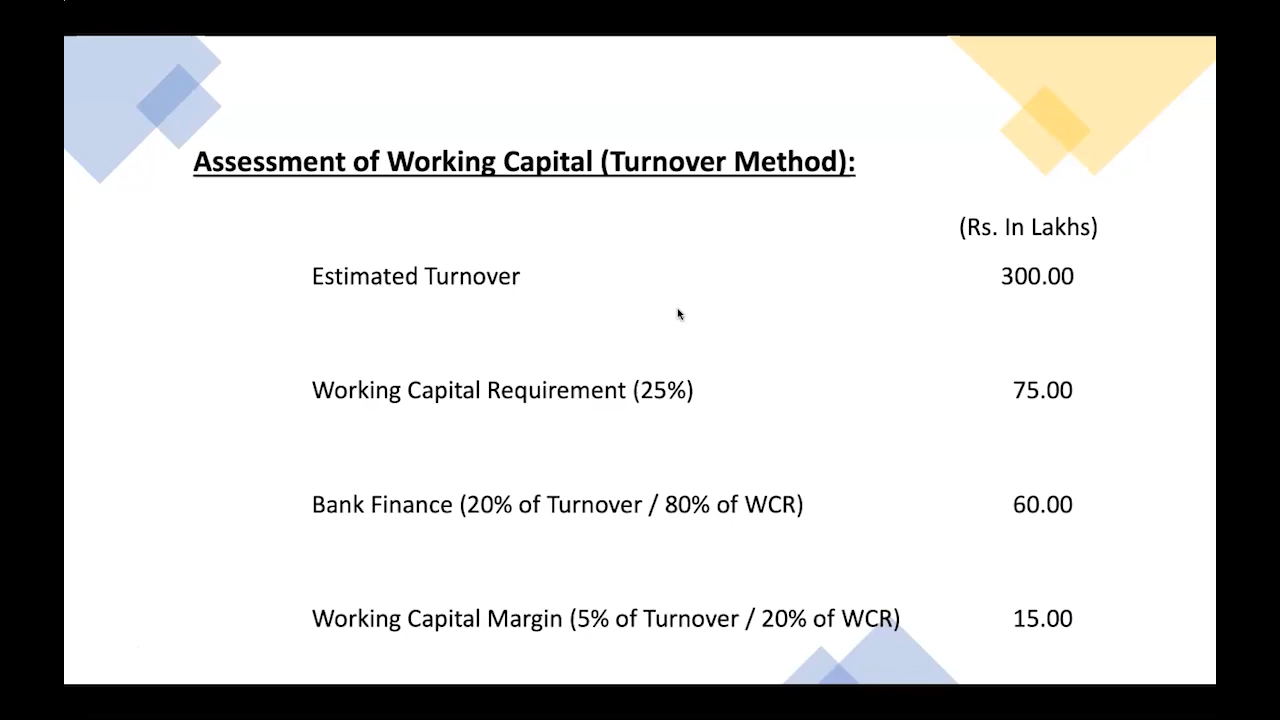 Assessment of Working Capital (Turnover Method):
(Rs. In Lakhs)
Estimated Turnover 300.00
Working Capital Requirement (25%) 75.00
Bank Finance (20% of Turnover / 80% of WCR) 60.00
Working Capital Margin (5% of Turnover / 20% of WCR) 15.00